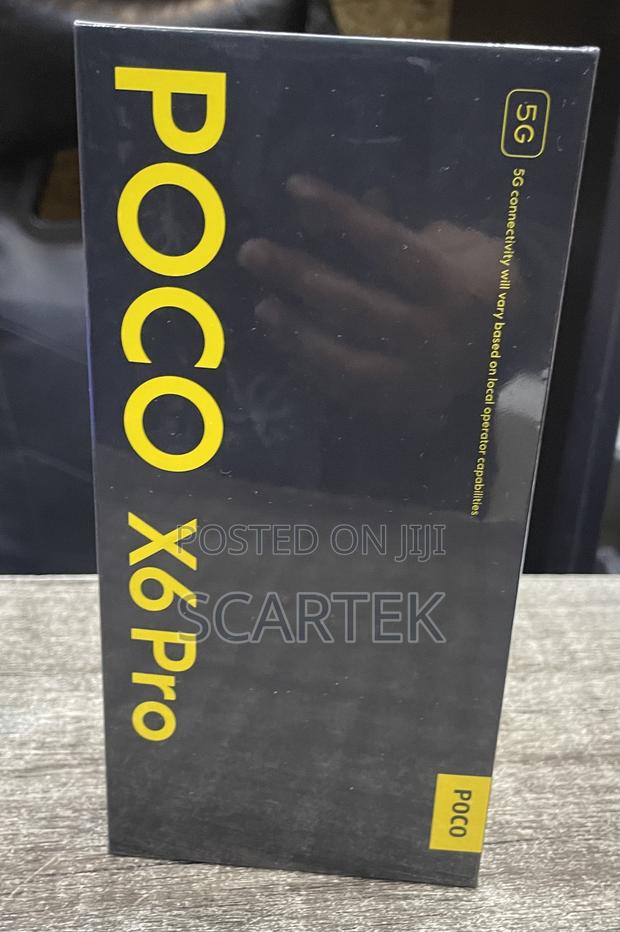 POCO X6 Pro
5G
5G connectivity will vary based on local operator capabilities
POCO
POSTED ON JIJI
SCARTEK